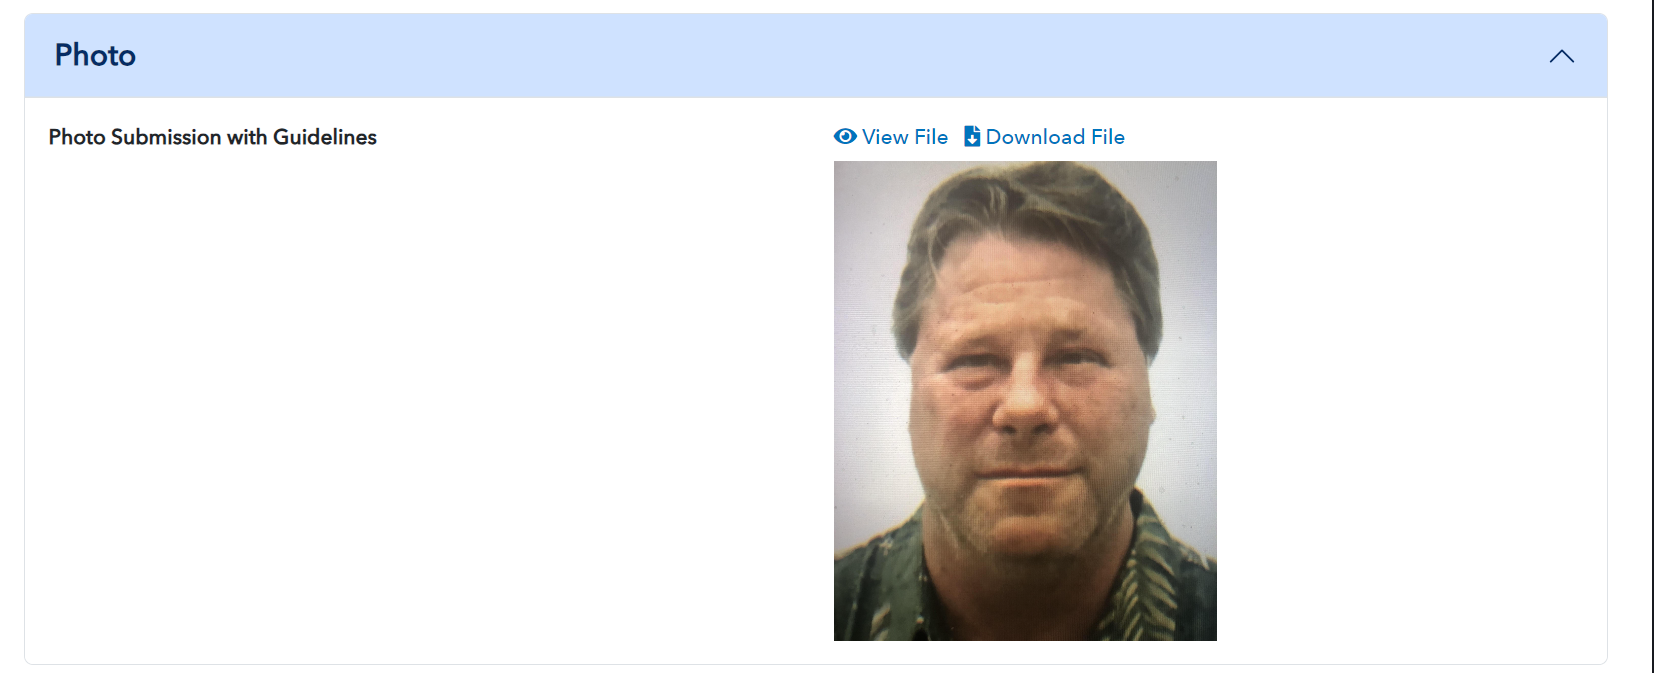 Photo
Photo Submission with Guidelines
View File Download File